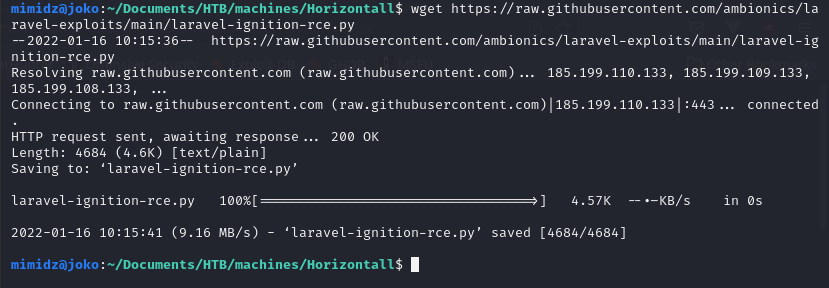 mimidz@joko:~/Documents/HTB/machines/Horizontall$ wget https://raw.githubusercontent.com/ambionics/la
ravel-exploits/main/laravel-ignition-rce.py
--2022-01-16 10:15:36--  https://raw.githubusercontent.com/ambionics/laravel-exploits/main/laravel-ig
nition-rce.py
Resolving raw.githubusercontent.com (raw.githubusercontent.com)... 185.199.110.133, 185.199.109.133,
185.199.108.133, ...
Connecting to raw.githubusercontent.com (raw.githubusercontent.com)|185.199.110.133|:443... connected
.
HTTP request sent, awaiting response... 200 OK
Length: 4684 (4.6K) [text/plain]
Saving to: ‘laravel-ignition-rce.py’
laravel-ignition-rce.py   100%[===================================>]   4.57K  --.-KB/s    in 0s
2022-01-16 10:15:41 (9.16 MB/s) - ‘laravel-ignition-rce.py’ saved [4684/4684]
mimidz@joko:~/Documents/HTB/machines/Horizontall$